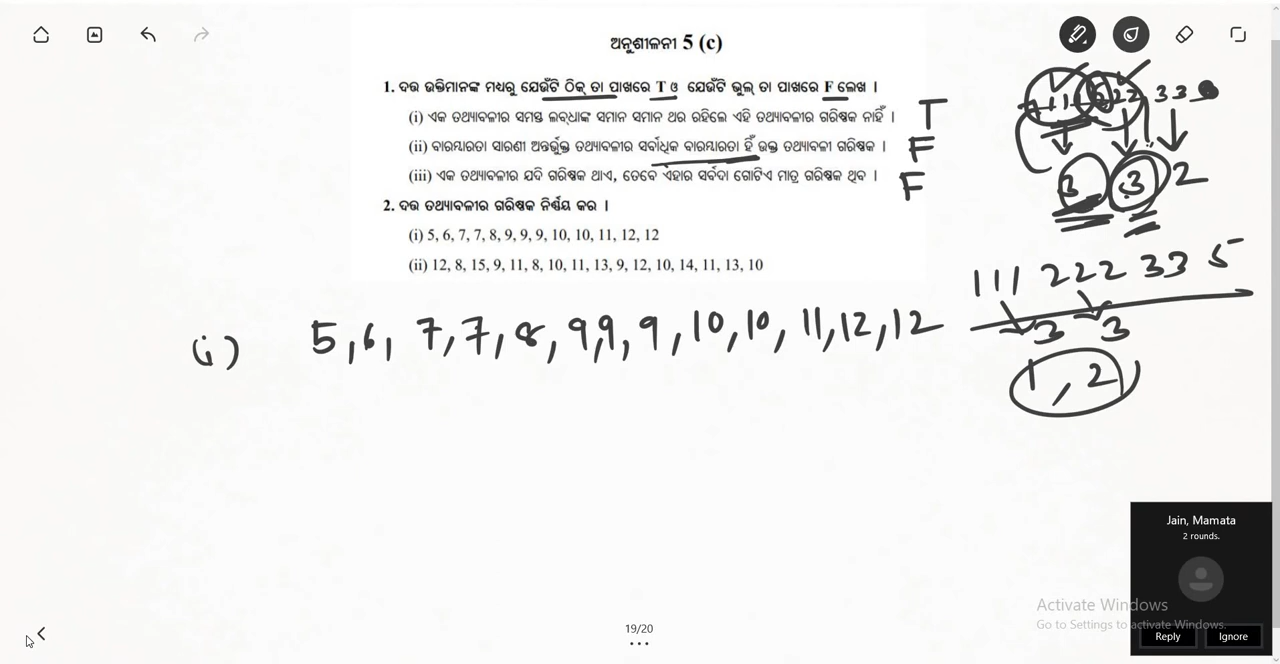 ଅନୁଶୀଳନୀ 5 (c)
1. ଦତ୍ତ ଉକ୍ତିମାନଙ୍କ ମଧ୍ୟରୁ ଯେଉଁଟି ଠିକ୍ ତା ପାଖରେ T ଓ ଯେଉଁଟି ଭୁଲ୍ ତା ପାଖରେ F ଲେଖ ।
(i) ଏକ ତଥ୍ୟାବଳୀର ସମସ୍ତ ଲବ୍ଧାଙ୍କ ସମାନ ସମାନ ଥର ରହିଲେ ଏହି ତଥ୍ୟାବଳୀର ଗରିଷ୍ଠକ ନାହିଁ । T
(ii) ବାରମ୍ବାରତା ସାରଣୀ ଅନ୍ତର୍ଭୁକ୍ତ ତଥ୍ୟାବଳୀର ସର୍ବାଧିକ ବାରମ୍ବାରତା ହିଁ ଉକ୍ତ ତଥ୍ୟାବଳୀ ଗରିଷ୍ଠକ । F
(iii) ଏକ ତଥ୍ୟାବଳୀର ଯଦି ଗରିଷ୍ଠକ ଥାଏ, ତେବେ ଏହାର ସର୍ବଦା ଗୋଟିଏ ମାତ୍ର ଗରିଷ୍ଠକ ଥିବ । F
2. ଦତ୍ତ ତଥ୍ୟାବଳୀର ଗରିଷ୍ଠକ ନିର୍ଣ୍ଣୟ କର ।
(i) 5, 6, 7, 7, 8, 9, 9, 9, 10, 10, 11, 12, 12
(ii) 12, 8, 15, 9, 11, 8, 10, 11, 13, 9, 12, 10, 14, 11, 13, 10
(i) 5, 6, 7, 7, 8, 9, 9, 9, 10, 10, 11, 12, 12
33
3 3 2
111 222 33 5
3 3
1, 2
Jain, Mamata
2 rounds.
Reply Ignore
Activate Windows
Go to Settings to activate Windows.
19/20